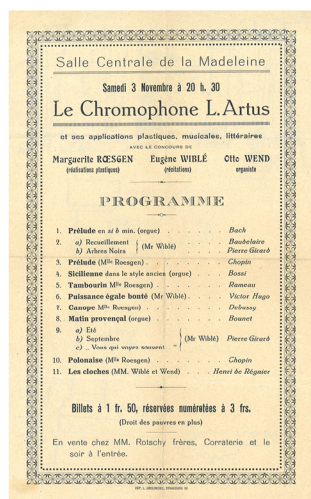 Salle Centrale de la Madeleine
Samedi 3 Novembre à 20 h. 30
Le Chromophone L. Artus
et ses applications plastiques, musicales, littéraires
AVEC LE CONCOURS DE
Marguerite RŒSGEN Eugène WIBLÉ Otto WEND
(réalisations plastiques) (récitations) organiste
PROGRAMME
1. Prélude en si b min. (orgue) . . . . Bach
2. a) Recueillement (Mr Wiblé) . . . . Baudelaire
b) Arbres Noirs Pierre Girard
3. Prélude (Mlle Roesgen) . . . . Chopin
4. Sicilienne dans le style ancien (orgue) . . . . Bossi
5. Tambourin (Mlle Roesgen) . . . . Rameau
6. Puissance égale bonté (Mr Wiblé) . . . . Victor Hugo
7. Canope (Mlle Roesgen) . . . . Debussy
8. Matin provençal (orgue) . . . . Bonnet
9. a) Eté
b) Septembre (Mr Wiblé) Pierre Girard
c) .. Vous qui voyez souvent . . .
10. Polonaise (Mlle Roesgen) . . . . Chopin
11. Les cloches (MM. Wiblé et Wend) . . . Henri de Régnier
Billets à 1 fr. 50, réservées numérotées à 3 frs.
(Droit des pauvres en plus)
En vente chez MM. Rotschy frères, Corraterie et le
soir à l'entrée.